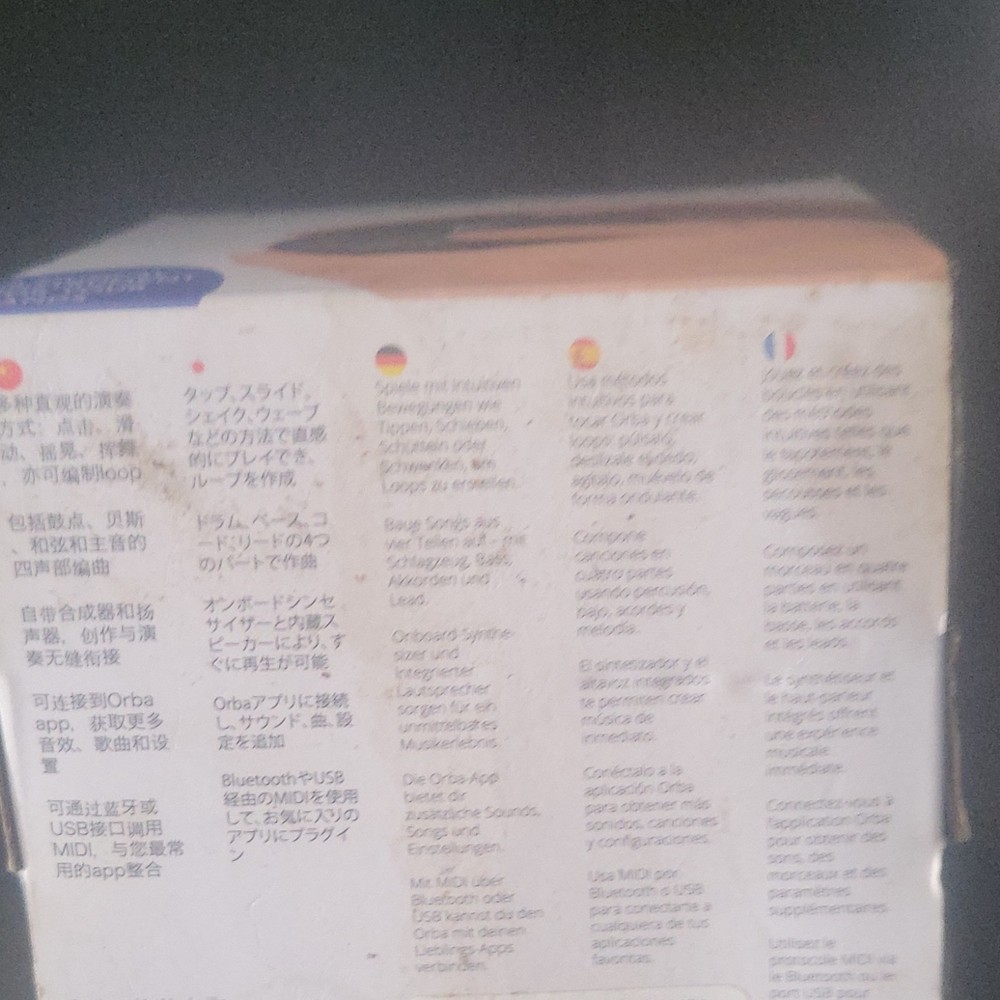 多种直观的演奏
方式：点击、滑
动、摇晃、挥舞
、亦可编制loop
包括鼓点、贝斯
、和弦和主音的
四声部编曲
自带合成器和扬
声器，创作与演
奏无缝衔接
可连接到Orba
app，获取更多
音效、歌曲和设
置
可通过蓝牙或
USB接口调用
MIDI，与您最常
用的app整合
タップ、スライド、
シェイク、ウェーブ
などの方法で直感
的にプレイでき、
ループを作成
ドラム、ベース、コ
ード、リードの4つ
のパートで作曲
オンボードシンセ
サイザーと内蔵ス
ピーカーにより、す
ぐに再生が可能
Orbaアプリに接続
し、サウンド、曲、設
定を追加
BluetoothやUSB
経由のMIDIを使用
して、お気に入りの
アプリにプラグイ
ン
Spiele mit intuitiven
Bewegungen wie
Tippen, Schieben,
Schütteln oder
Schwenken, um
Loops zu erstellen.
Baue Songs aus
vier Teilen auf - mit
Schlagzeug, Bass,
Akkorden und
Lead.
Onboard-Synthe-
sizer und
integrierter
Lautsprecher
sorgen für ein
unmittelbares
Musikerlebnis.
Die Orba-App
bietet dir
zusätzliche Sounds,
Songs und
Einstellungen.
Mit MIDI über
Bluetooth oder
USB kannst du den
Orba mit deinen
Lieblings-Apps
verbinden.
Usa métodos
intuitivos para
tocar Orba y crear
loops: púlsalo,
deslízate
agítalo, muévelo de
forma ondulante.
Compone
canciones en
cuatro partes
usando percusión,
bajo, acordes y
melodía.
El sintetizador y el
altavoz integrados
te permiten crear
música de
inmediato.
Conéctalo a la
aplicación Orba
para obtener más
sonidos, canciones
y configuraciones.
Usa MIDI por
Bluetooth o USB
para conectarte a
cualquiera de tus
aplicaciones
favoritas.
Jouez et créez des
boucles en utilisant
des méthodes
intuitives telles que
le tapotement, le
glissement, les
secousses et les
vagues.
Composez un
morceau en quatre
parties en utilisant
la batterie, la
basse, les accords
et les leads.
Le synthétiseur et
le haut-parleur
intégrés offrent
une expérience
musicale
immédiate.
Connectez-vous à
l'application Orba
pour obtenir des
sons, des
morceaux et des
paramètres
supplémentaires.
Utilisez le
protocole MIDI via
le Bluetooth ou le
port USB pour